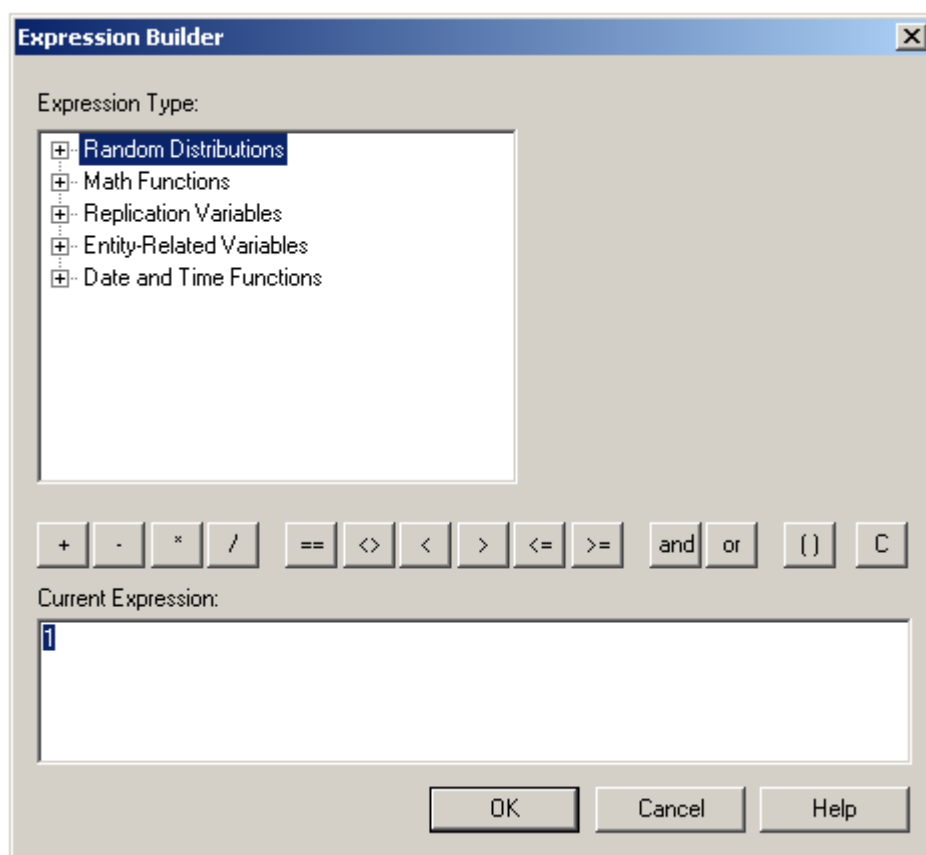 Expression Builder
Expression Type:
Random Distributions
Math Functions
Replication Variables
Entity-Related Variables
Date and Time Functions
+ - * / == <> < > <= >= and or () C
Current Expression:
1
OK Cancel Help